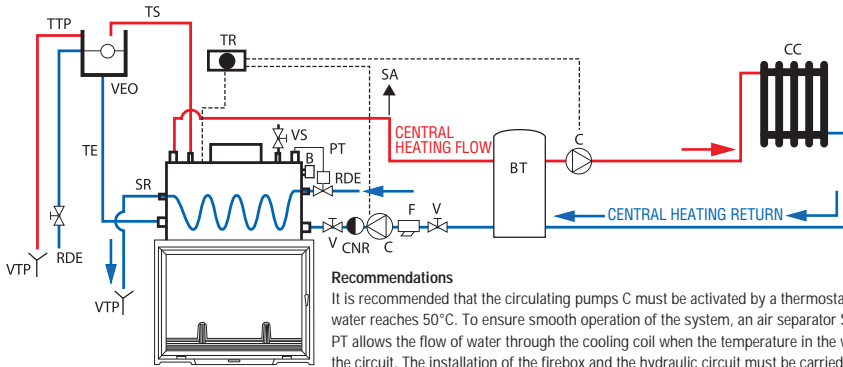 TS
TTP
TR
CC
SA
VEO
VS
C
CENTRAL
HEATING FLOW
PT
BT
TE
B
RDE
SR
F
V
CENTRAL HEATING RETURN
V
CNR
C
RDE
VTP
VTP
Recommendations
It is recommended that the circulating pumps C must be activated by a thermosta
water reaches 50°C. To ensure smooth operation of the system, an air separator S
PT allows the flow of water through the cooling coil when the temperature in the w
the circuit. The installation of the firebox and the hydraulic circuit must be carried